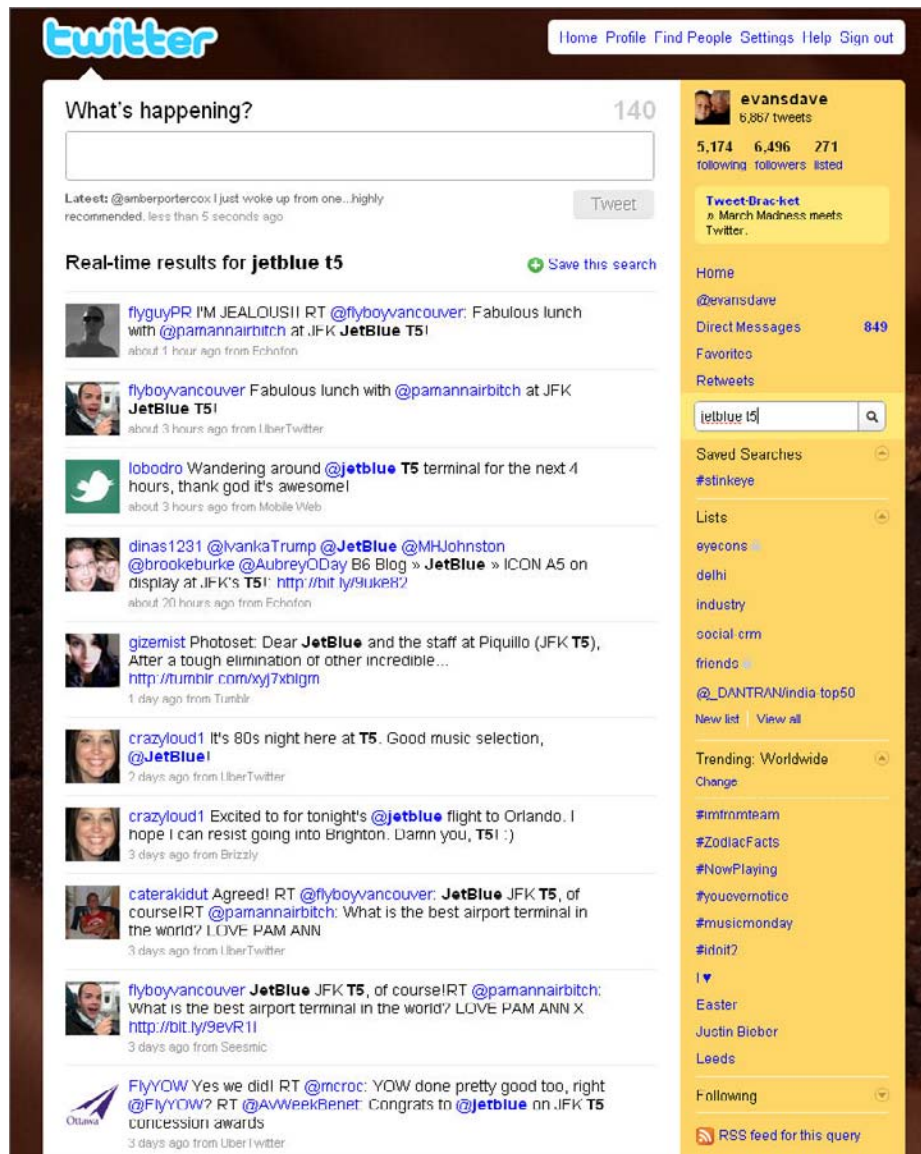 twitter
Home Profile Find People Settings Help Sign out
What's happening?
140
Latest: @amberportercox I just woke up from one...highly
recommended. less than 5 seconds ago
Tweet
Real-time results for jetblue t5
Save this search
flyguyPR I'M JEALOUS!! RT @flyboyvancouver: Fabulous lunch
with @pamannairbitch at JFK JetBlue T5!
about 1 hour ago from Echofon
flyboyvancouver Fabulous lunch with @pamannairbitch at JFK
JetBlue T5!
about 3 hours ago from UberTwitter
lobodro Wandering around @jetblue T5 terminal for the next 4
hours, thank god it's awesome!
about 3 hours ago from Mobile Web
dinas1231 @IvankaTrump @JetBlue @MHJohnston
@brookeburke @AubreyODay B6 Blog » JetBlue » ICON A5 on
display at JFK's T5!: http://bit.ly/9uke82
about 20 hours ago from Echofon
gizemist Photoset: Dear JetBlue and the staff at Piquillo (JFK T5),
After a tough elimination of other incredible...
http://tumblr.com/xyj7xblgm
1 day ago from Tumblr
crazyloud1 It's 80s night here at T5. Good music selection,
@JetBlue!
2 days ago from UberTwitter
crazyloud1 Excited to for tonight's @jetblue flight to Orlando. I
hope I can resist going into Brighton. Damn you, T5! :)
3 days ago from Brizzly
caterakidut Agreed! RT @flyboyvancouver: JetBlue JFK T5, of
course!RT @pamannairbitch: What is the best airport terminal in
the world? LOVE PAM ANN
3 days ago from UberTwitter
flyboyvancouver JetBlue JFK T5, of course!RT @pamannairbitch:
What is the best airport terminal in the world? LOVE PAM ANN X
http://bit.ly/9evR1l
3 days ago from Seesmic
Ottawa
FlyYOW Yes we did! RT @mcroc: YOW done pretty good too, right
@FlyYOW? RT @AvWeekBenet: Congrats to @jetblue on JFK T5
concession awards
3 days ago from UberTwitter
evansdave
6,867 tweets
5,174 6,496 271
following followers listed
Tweet-Brac-ket
» March Madness meets
Twitter.
Home
@evansdave
Direct Messages 849
Favorites
Retweets
jetblue t5
Saved Searches
#stinkeye
Lists
eyecons
delhi
industry
social-crm
friends
@_DANTRAN/india-top50
New list View all
Trending: Worldwide
Change
#imfromteam
#ZodiacFacts
#NowPlaying
#youevernotice
#musicmonday
#idoit2
I ♥
Easter
Justin Bieber
Leeds
Following
RSS feed for this query